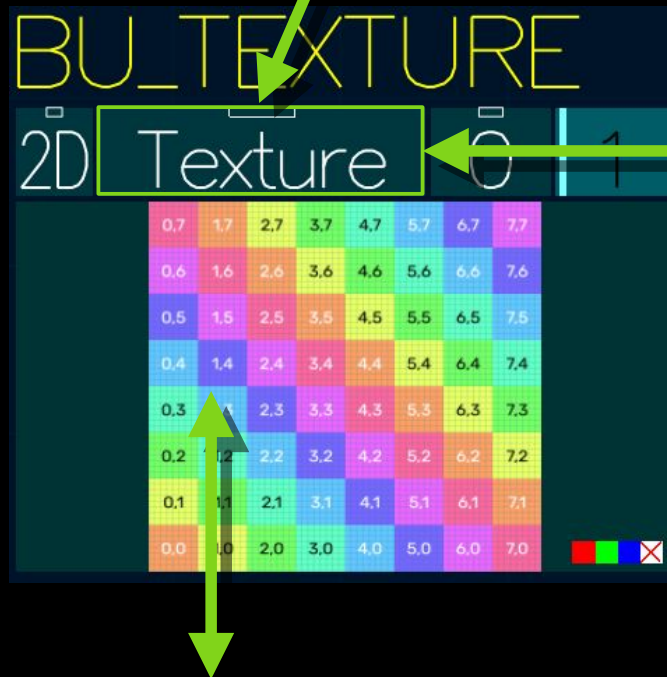 BU_TEXTURE
2D Texture 0 1
0,7 1,7 2,7 3,7 4,7 5,7 6,7 7,7
0,6 1,6 2,6 3,6 4,6 5,6 6,6 7,6
0,5 1,5 2,5 3,5 4,5 5,5 6,5 7,5
0,4 1,4 2,4 3,4 4,4 5,4 6,4 7,4
0,3 2,3 3,3 4,3 5,3 6,3 7,3
0,2 2,2 3,2 4,2 5,2 6,2 7,2
0,1 2,1 3,1 4,1 5,1 6,1 7,1
0,0 2,0 3,0 4,0 5,0 6,0 7,0